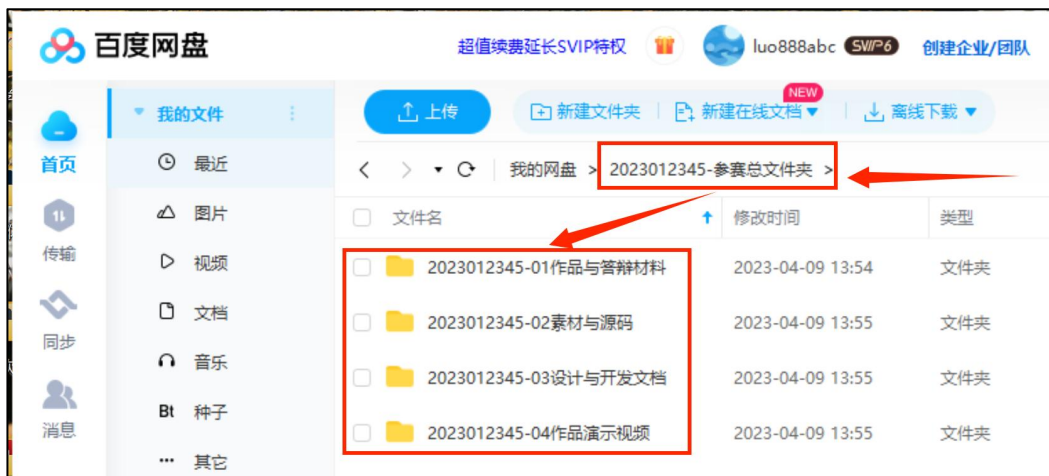 百度网盘
超值续费延长SVIP特权
luo888abc SVIP6 创建企业/团队
首页
传输
同步
消息
我的文件
最近
图片
视频
文档
音乐
Bt 种子
其它
上传 新建文件夹 新建在线文档 NEW 离线下载
我的网盘 > 2023012345-参赛总文件夹 >
文件名 修改时间 类型
2023012345-01作品与答辩材料 2023-04-09 13:54 文件夹
2023012345-02素材与源码 2023-04-09 13:55 文件夹
2023012345-03设计与开发文档 2023-04-09 13:55 文件夹
2023012345-04作品演示视频 2023-04-09 13:55 文件夹